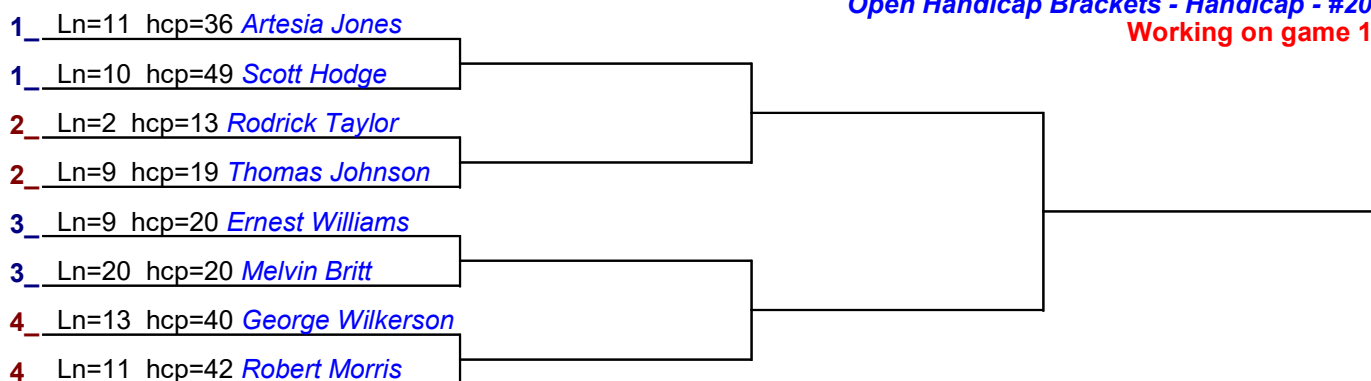 Open Handicap Brackets - Handicap - #20
Working on game 1
1_ Ln=11 hcp=36 Artesia Jones
1_ Ln=10 hcp=49 Scott Hodge
2_ Ln=2 hcp=13 Rodrick Taylor
2_ Ln=9 hcp=19 Thomas Johnson
3_ Ln=9 hcp=20 Ernest Williams
3_ Ln=20 hcp=20 Melvin Britt
4_ Ln=13 hcp=40 George Wilkerson
4 Ln=11 hcp=42 Robert Morris